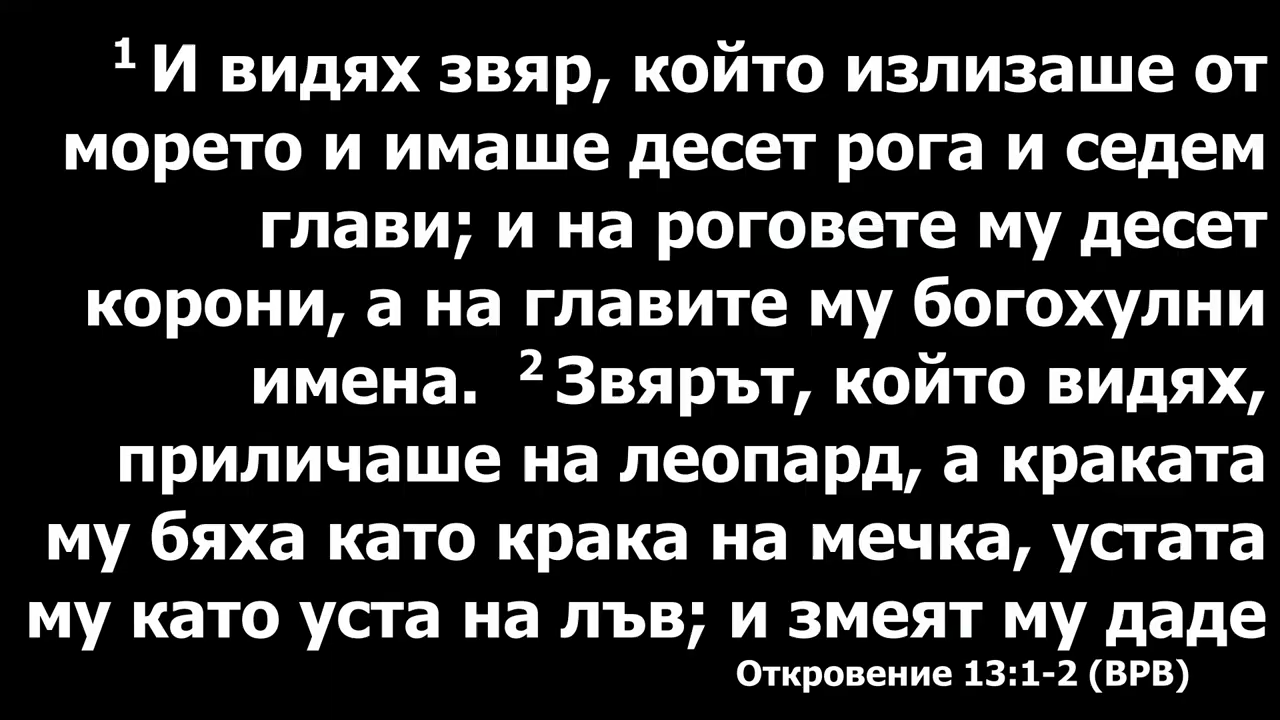 1 И видях звяр, който излизаше от
морето и имаше десет рога и седем
глави; и на роговете му десет
корони, а на главите му богохулни
имена. 2 Звярът, който видях,
приличаше на леопард, а краката
му бяха като крака на мечка, устата
му като уста на лъв; и змеят му даде
Откровение 13:1-2 (ВРВ)